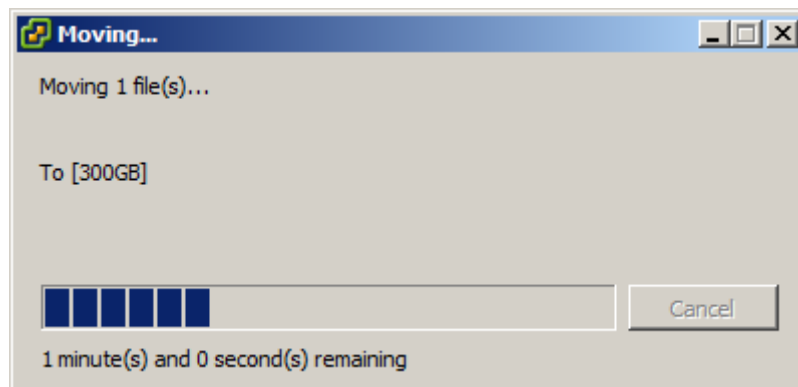 Moving...
Moving 1 file(s)...
To [300GB]
Cancel
1 minute(s) and 0 second(s) remaining